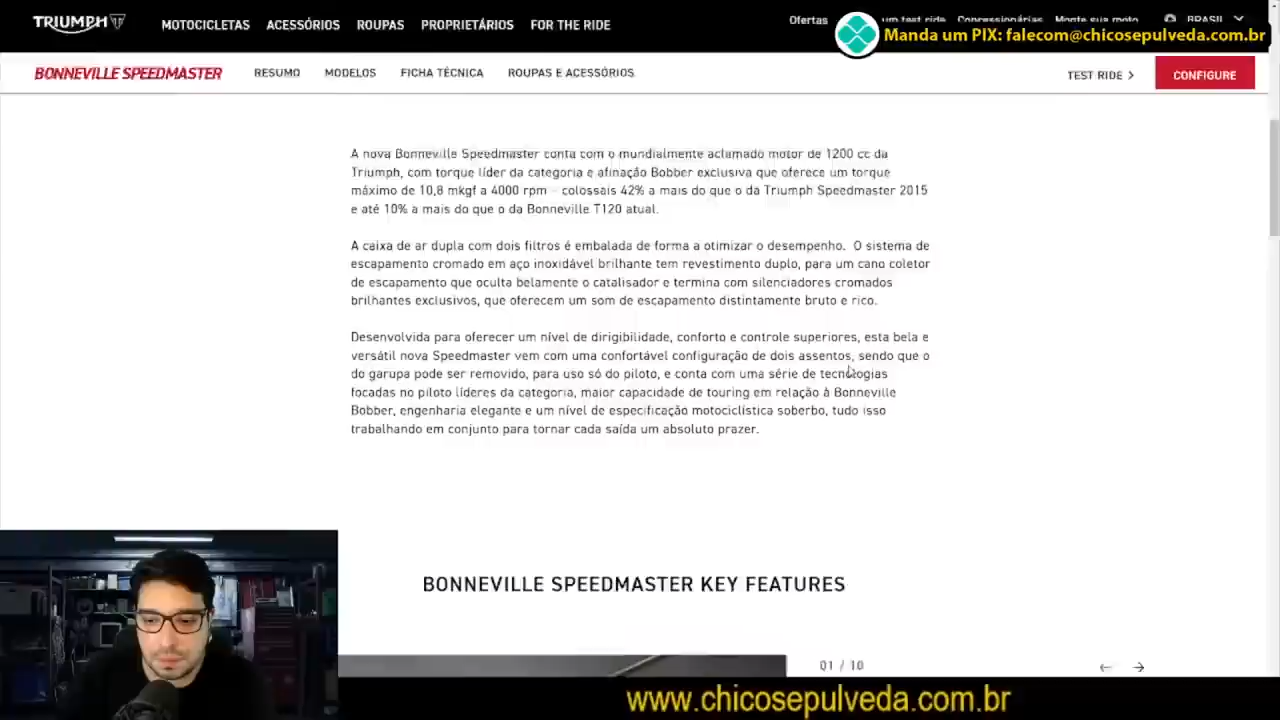 TRIUMPH
MOTOCICLETAS ACESSÓRIOS ROUPAS PROPRIETÁRIOS FOR THE RIDE
Ofertas um test ride Concessionárias Monte sua moto BRASIL
Manda um PIX: falecom@chicosepulveda.com.br
BONNEVILLE SPEEDMASTER RESUMO MODELOS FICHA TÉCNICA ROUPAS E ACESSÓRIOS TEST RIDE CONFIGURE
A nova Bonneville Speedmaster conta com o mundialmente aclamado motor de 1200 cc da
Triumph, com torque líder da categoria e afinação Bobber exclusiva que oferece um torque
máximo de 10,8 mkgf a 4000 rpm – colossais 42% a mais do que o da Triumph Speedmaster 2015
e até 10% a mais do que o da Bonneville T120 atual.
A caixa de ar dupla com dois filtros é embalada de forma a otimizar o desempenho. O sistema de
escapamento cromado em aço inoxidável brilhante tem revestimento duplo, para um cano coletor
de escapamento que oculta belamente o catalisador e termina com silenciadores cromados
brilhantes exclusivos, que oferecem um som de escapamento distintamente bruto e rico.
Desenvolvida para oferecer um nível de dirigibilidade, conforto e controle superiores, esta bela e
versátil nova Speedmaster vem com uma confortável configuração de dois assentos, sendo que o
do garupa pode ser removido, para uso só do piloto, e conta com uma série de tecnologias
focadas no piloto líderes da categoria, maior capacidade de touring em relação à Bonneville
Bobber, engenharia elegante e um nível de especificação motociclística soberbo, tudo isso
trabalhando em conjunto para tornar cada saída um absoluto prazer.
BONNEVILLE SPEEDMASTER KEY FEATURES
01 / 10
www.chicosepulveda.com.br